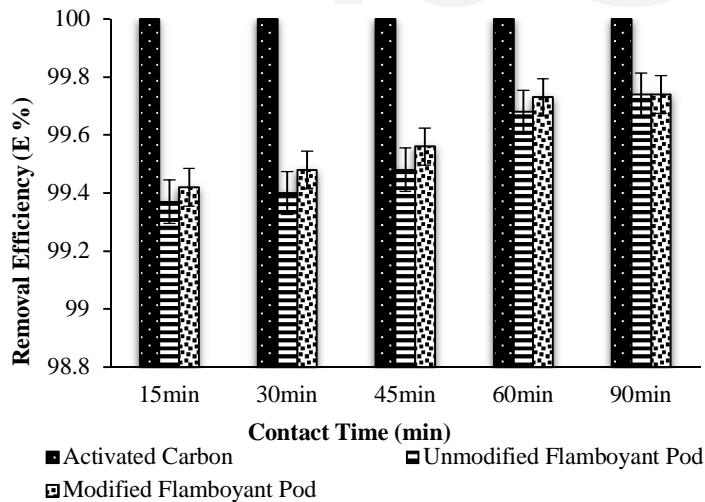 Removal Efficiency (E %)
100
99.8
99.6
99.4
99.2
99
98.8
15min 30min 45min 60min 90min
Contact Time (min)
Activated Carbon Unmodified Flamboyant Pod
Modified Flamboyant Pod